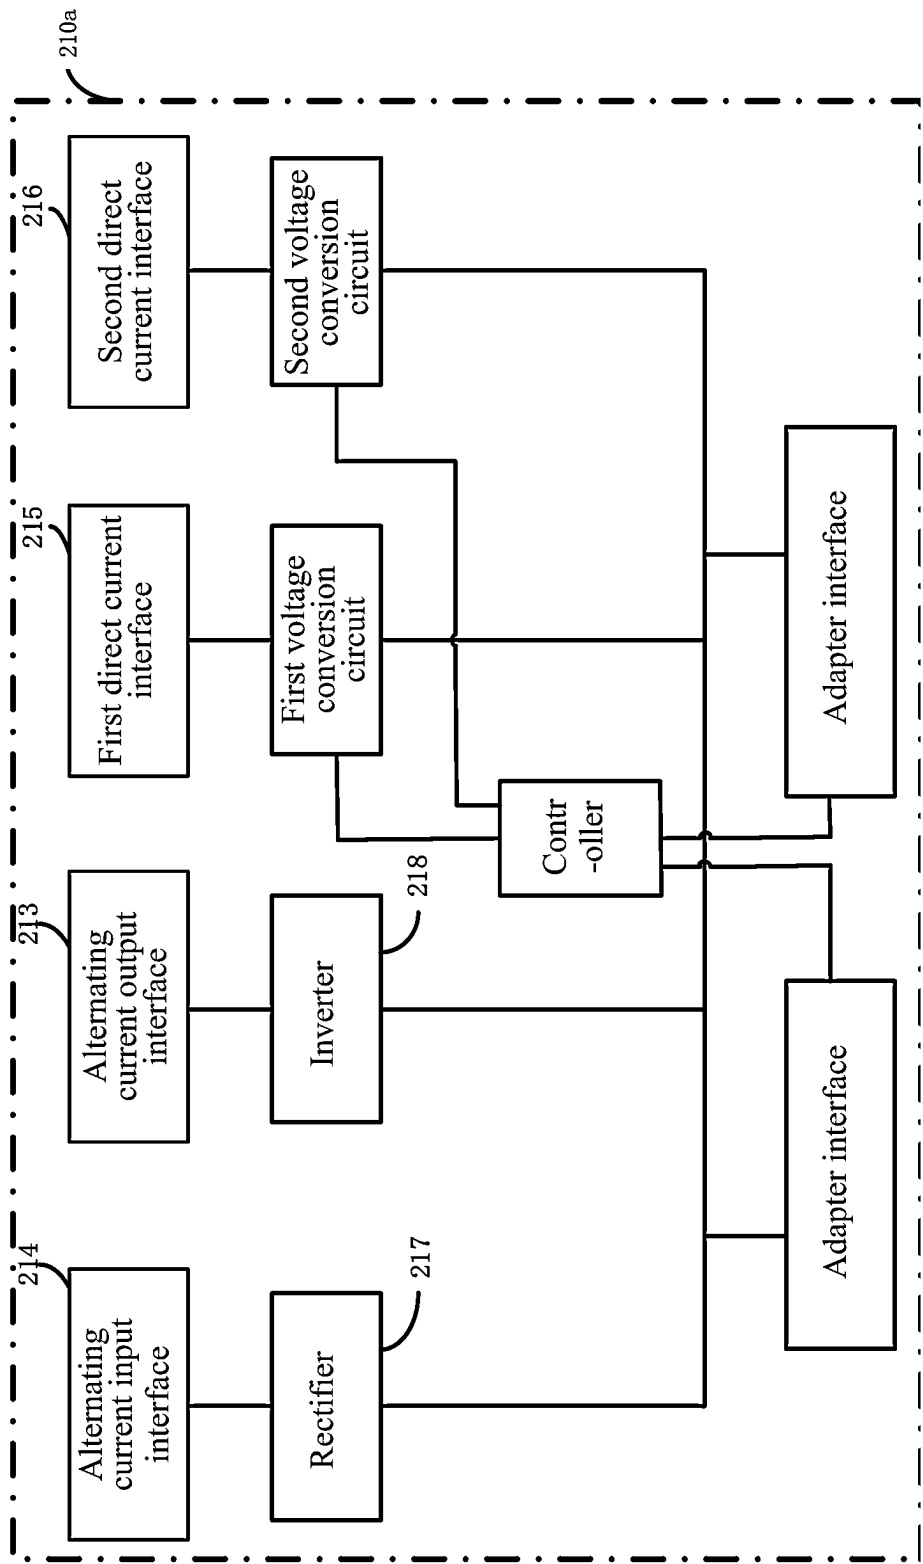 210a
214
213
215
216
Alternating
current input
interface
Alternating
current output
interface
First direct current
interface
Second direct
current interface
Rectifier
217
Inverter
218
First voltage
conversion
circuit
Second voltage
conversion
circuit
Contr
-oller
Adapter interface
Adapter interface